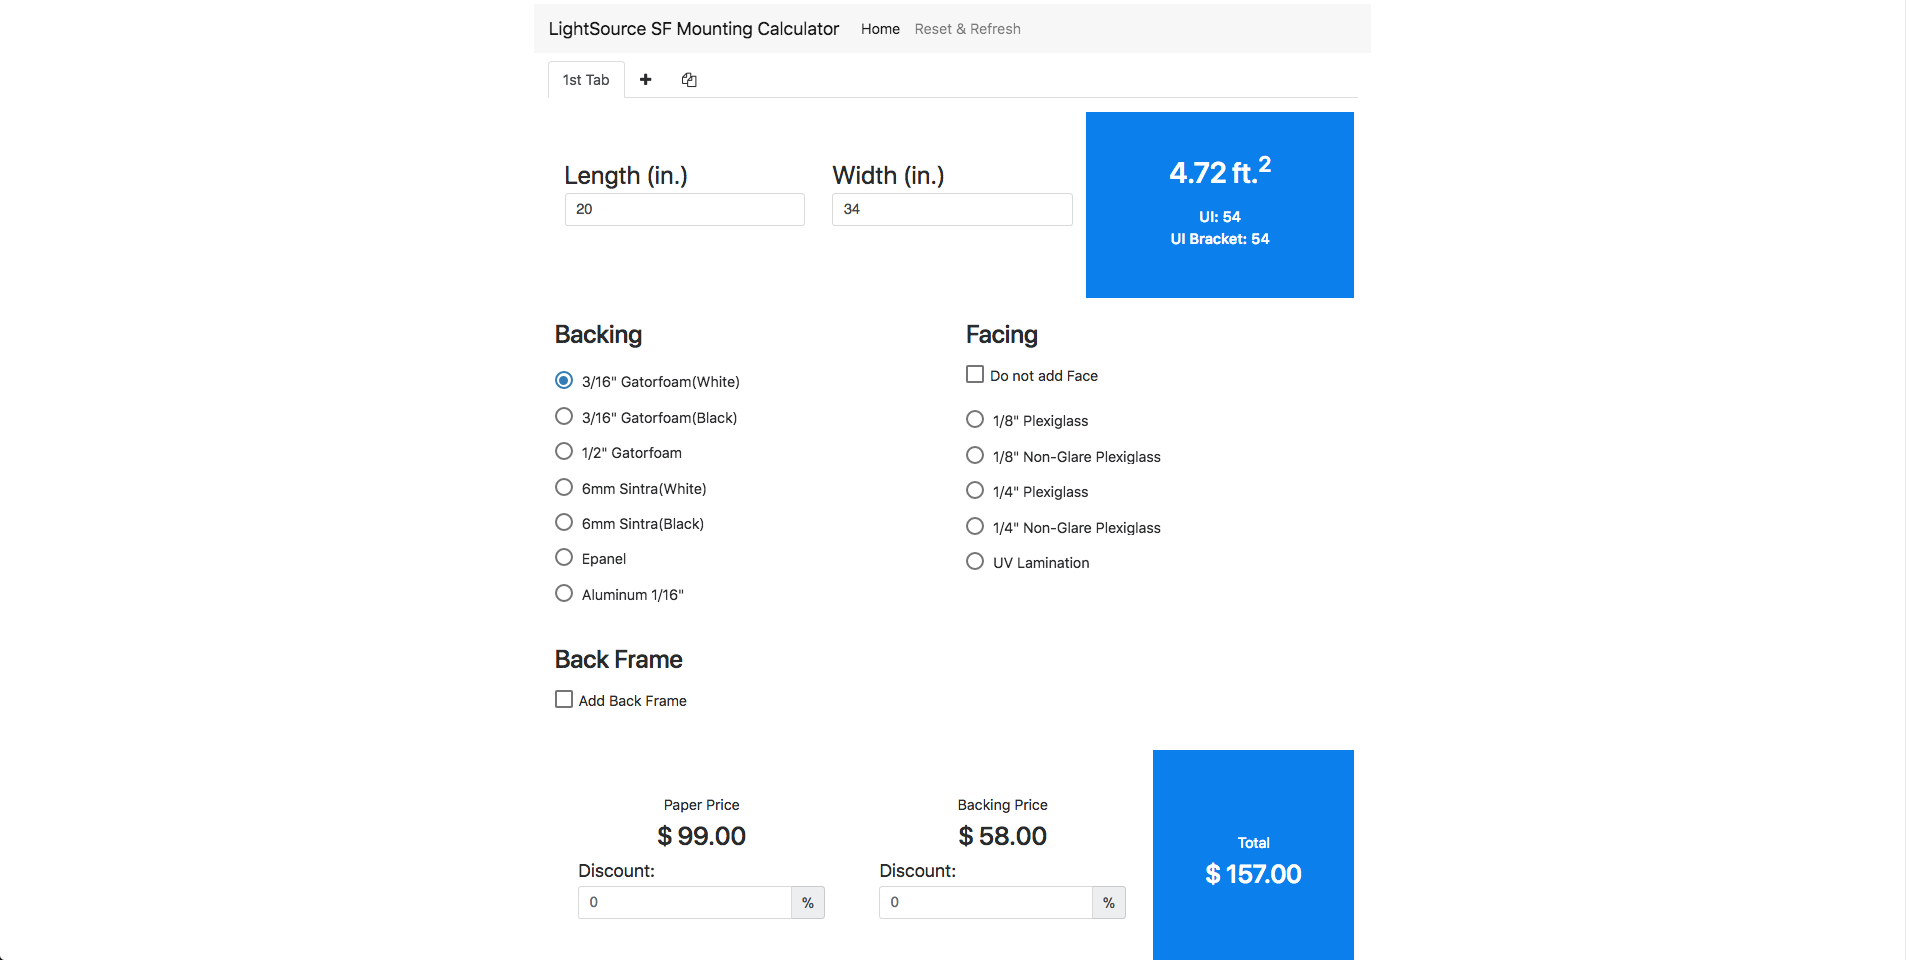 LightSource SF Mounting Calculator Home Reset & Refresh
1st Tab
Length (in.)
20
Width (in.)
34
4.72 ft.²
UI: 54
UI Bracket: 54
Backing
3/16" Gatorfoam(White)
3/16" Gatorfoam(Black)
1/2" Gatorfoam
6mm Sintra(White)
6mm Sintra(Black)
Epanel
Aluminum 1/16"
Facing
Do not add Face
1/8" Plexiglass
1/8" Non-Glare Plexiglass
1/4" Plexiglass
1/4" Non-Glare Plexiglass
UV Lamination
Back Frame
Add Back Frame
Paper Price
$ 99.00
Discount:
0 %
Backing Price
$ 58.00
Discount:
0 %
Total
$ 157.00